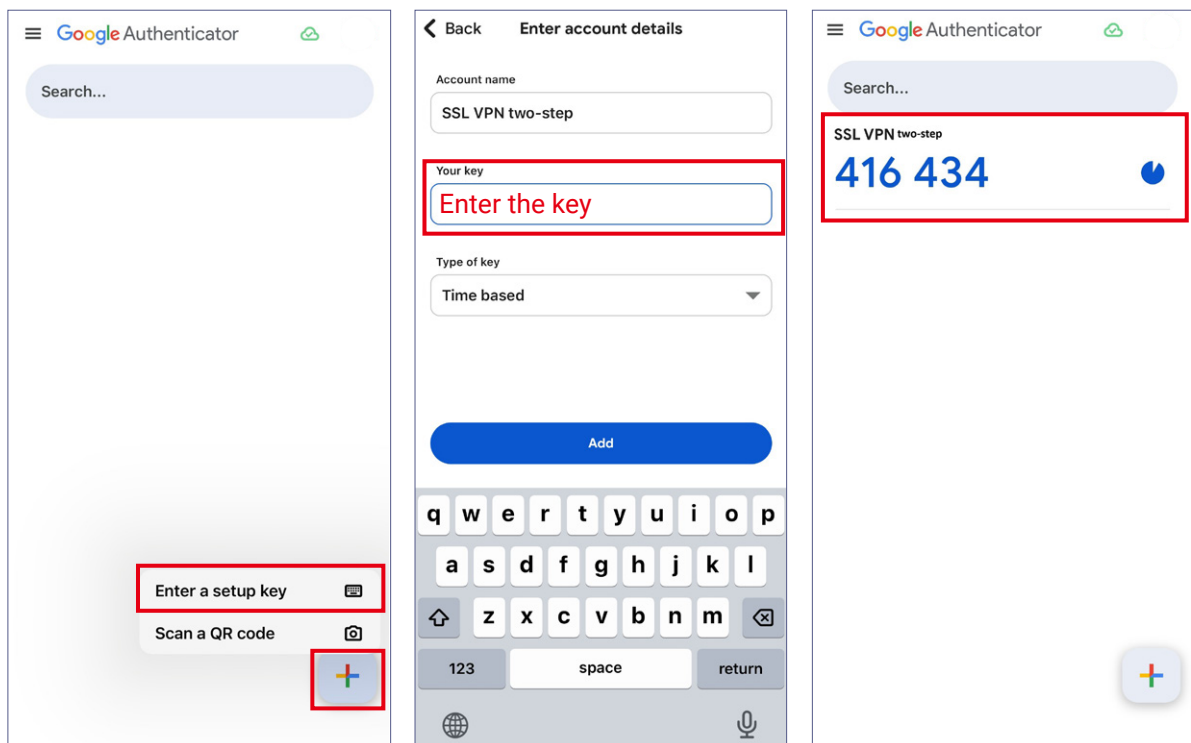 Google Authenticator
Search...
Enter a setup key
Scan a QR code
Back Enter account details
Account name
SSL VPN two-step
Your key
Enter the key
Type of key
Time based
Add
q w e r t y u i o p
a s d f g h j k l
z x c v b n m
123 space return
Google Authenticator
Search...
SSL VPN two-step
416 434